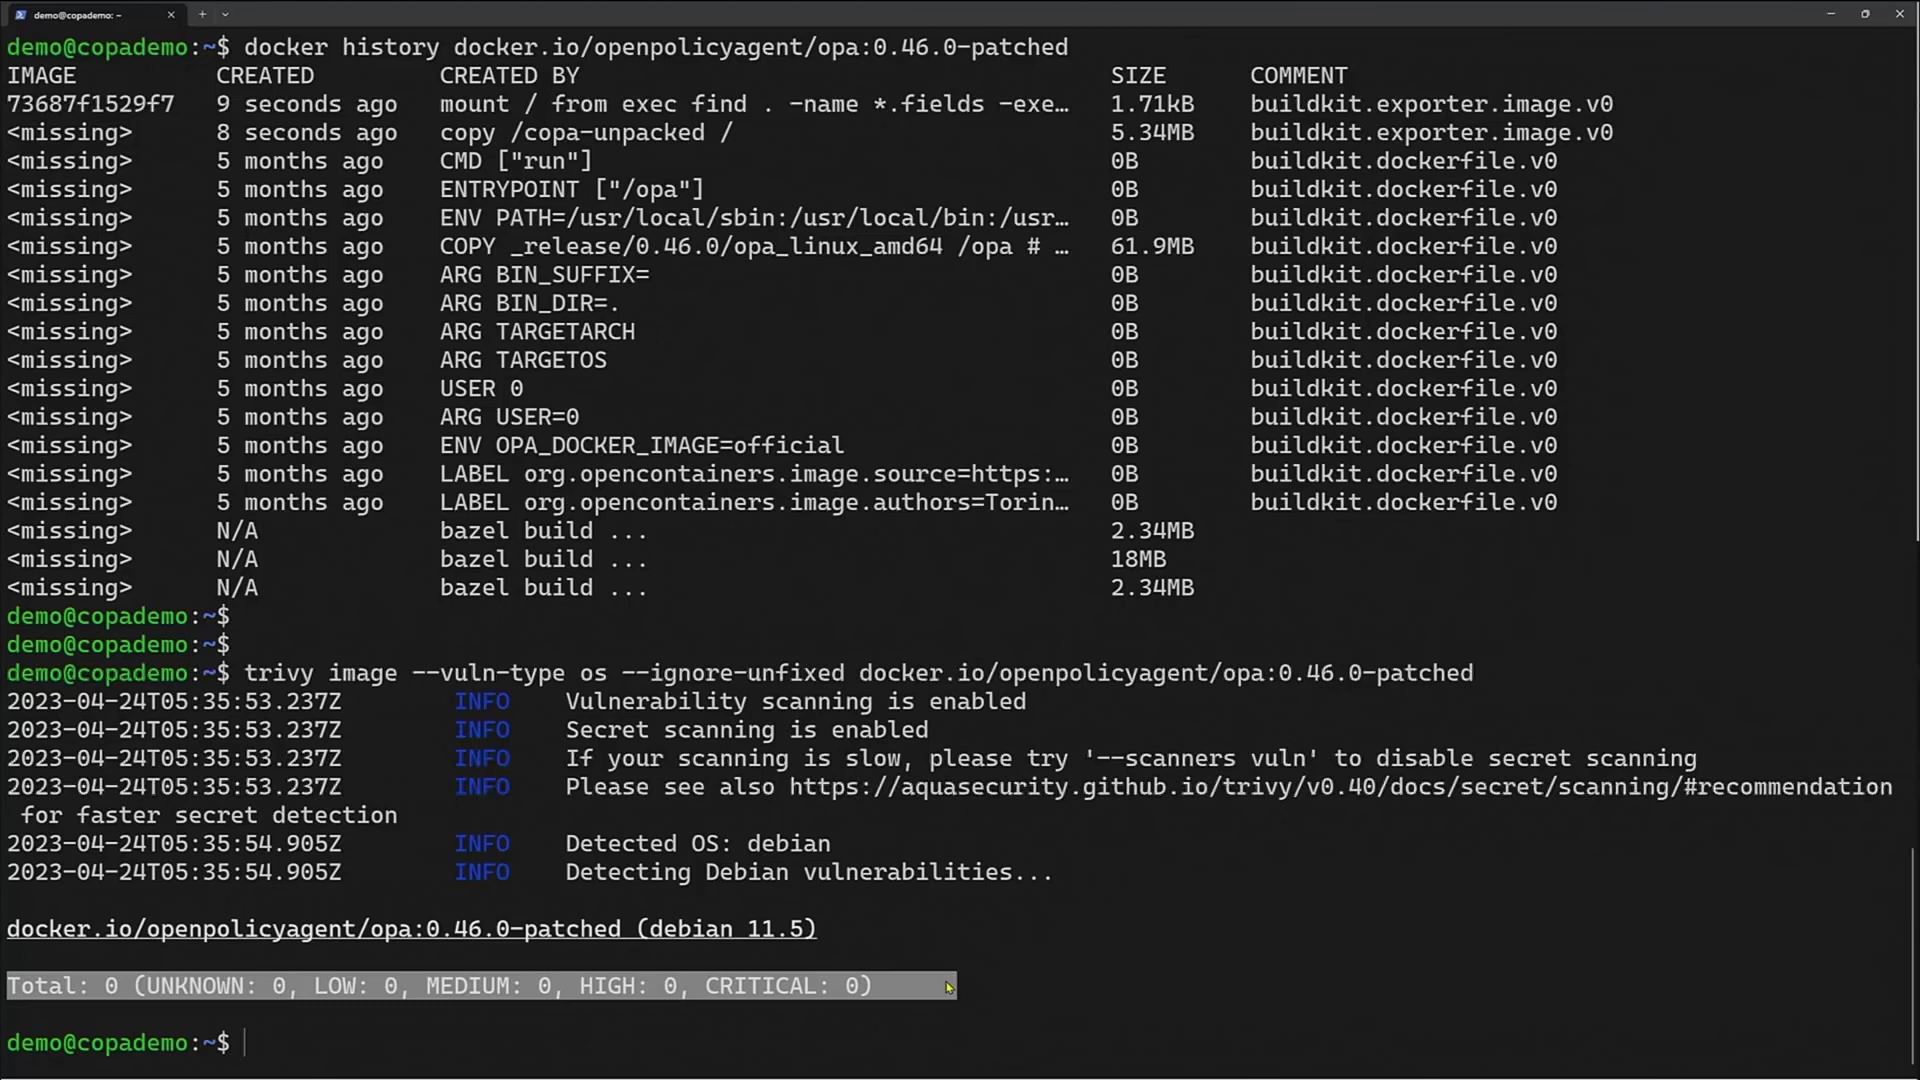 demo@copademo: ~
demo@copademo:~$ docker history docker.io/openpolicyagent/opa:0.46.0-patched
IMAGE CREATED CREATED BY SIZE COMMENT
73687f1529f7 9 seconds ago mount / from exec find . -name *.fields -exe… 1.71kB buildkit.exporter.image.v0
<missing> 8 seconds ago copy /copa-unpacked / 5.34MB buildkit.exporter.image.v0
<missing> 5 months ago CMD ["run"] 0B buildkit.dockerfile.v0
<missing> 5 months ago ENTRYPOINT ["/opa"] 0B buildkit.dockerfile.v0
<missing> 5 months ago ENV PATH=/usr/local/sbin:/usr/local/bin:/usr… 0B buildkit.dockerfile.v0
<missing> 5 months ago COPY _release/0.46.0/opa_linux_amd64 /opa # … 61.9MB buildkit.dockerfile.v0
<missing> 5 months ago ARG BIN_SUFFIX= 0B buildkit.dockerfile.v0
<missing> 5 months ago ARG BIN_DIR=. 0B buildkit.dockerfile.v0
<missing> 5 months ago ARG TARGETARCH 0B buildkit.dockerfile.v0
<missing> 5 months ago ARG TARGETOS 0B buildkit.dockerfile.v0
<missing> 5 months ago USER 0 0B buildkit.dockerfile.v0
<missing> 5 months ago ARG USER=0 0B buildkit.dockerfile.v0
<missing> 5 months ago ENV OPA_DOCKER_IMAGE=official 0B buildkit.dockerfile.v0
<missing> 5 months ago LABEL org.opencontainers.image.source=https:… 0B buildkit.dockerfile.v0
<missing> 5 months ago LABEL org.opencontainers.image.authors=Torin… 0B buildkit.dockerfile.v0
<missing> N/A bazel build ... 2.34MB
<missing> N/A bazel build ... 18MB
<missing> N/A bazel build ... 2.34MB
demo@copademo:~$
demo@copademo:~$
demo@copademo:~$ trivy image --vuln-type os --ignore-unfixed docker.io/openpolicyagent/opa:0.46.0-patched
2023-04-24T05:35:53.237Z INFO Vulnerability scanning is enabled
2023-04-24T05:35:53.237Z INFO Secret scanning is enabled
2023-04-24T05:35:53.237Z INFO If your scanning is slow, please try '--scanners vuln' to disable secret scanning
2023-04-24T05:35:53.237Z INFO Please see also https://aquasecurity.github.io/trivy/v0.40/docs/secret/scanning/#recommendation
for faster secret detection
2023-04-24T05:35:54.905Z INFO Detected OS: debian
2023-04-24T05:35:54.905Z INFO Detecting Debian vulnerabilities...
docker.io/openpolicyagent/opa:0.46.0-patched (debian 11.5)
Total: 0 (UNKNOWN: 0, LOW: 0, MEDIUM: 0, HIGH: 0, CRITICAL: 0)
demo@copademo:~$